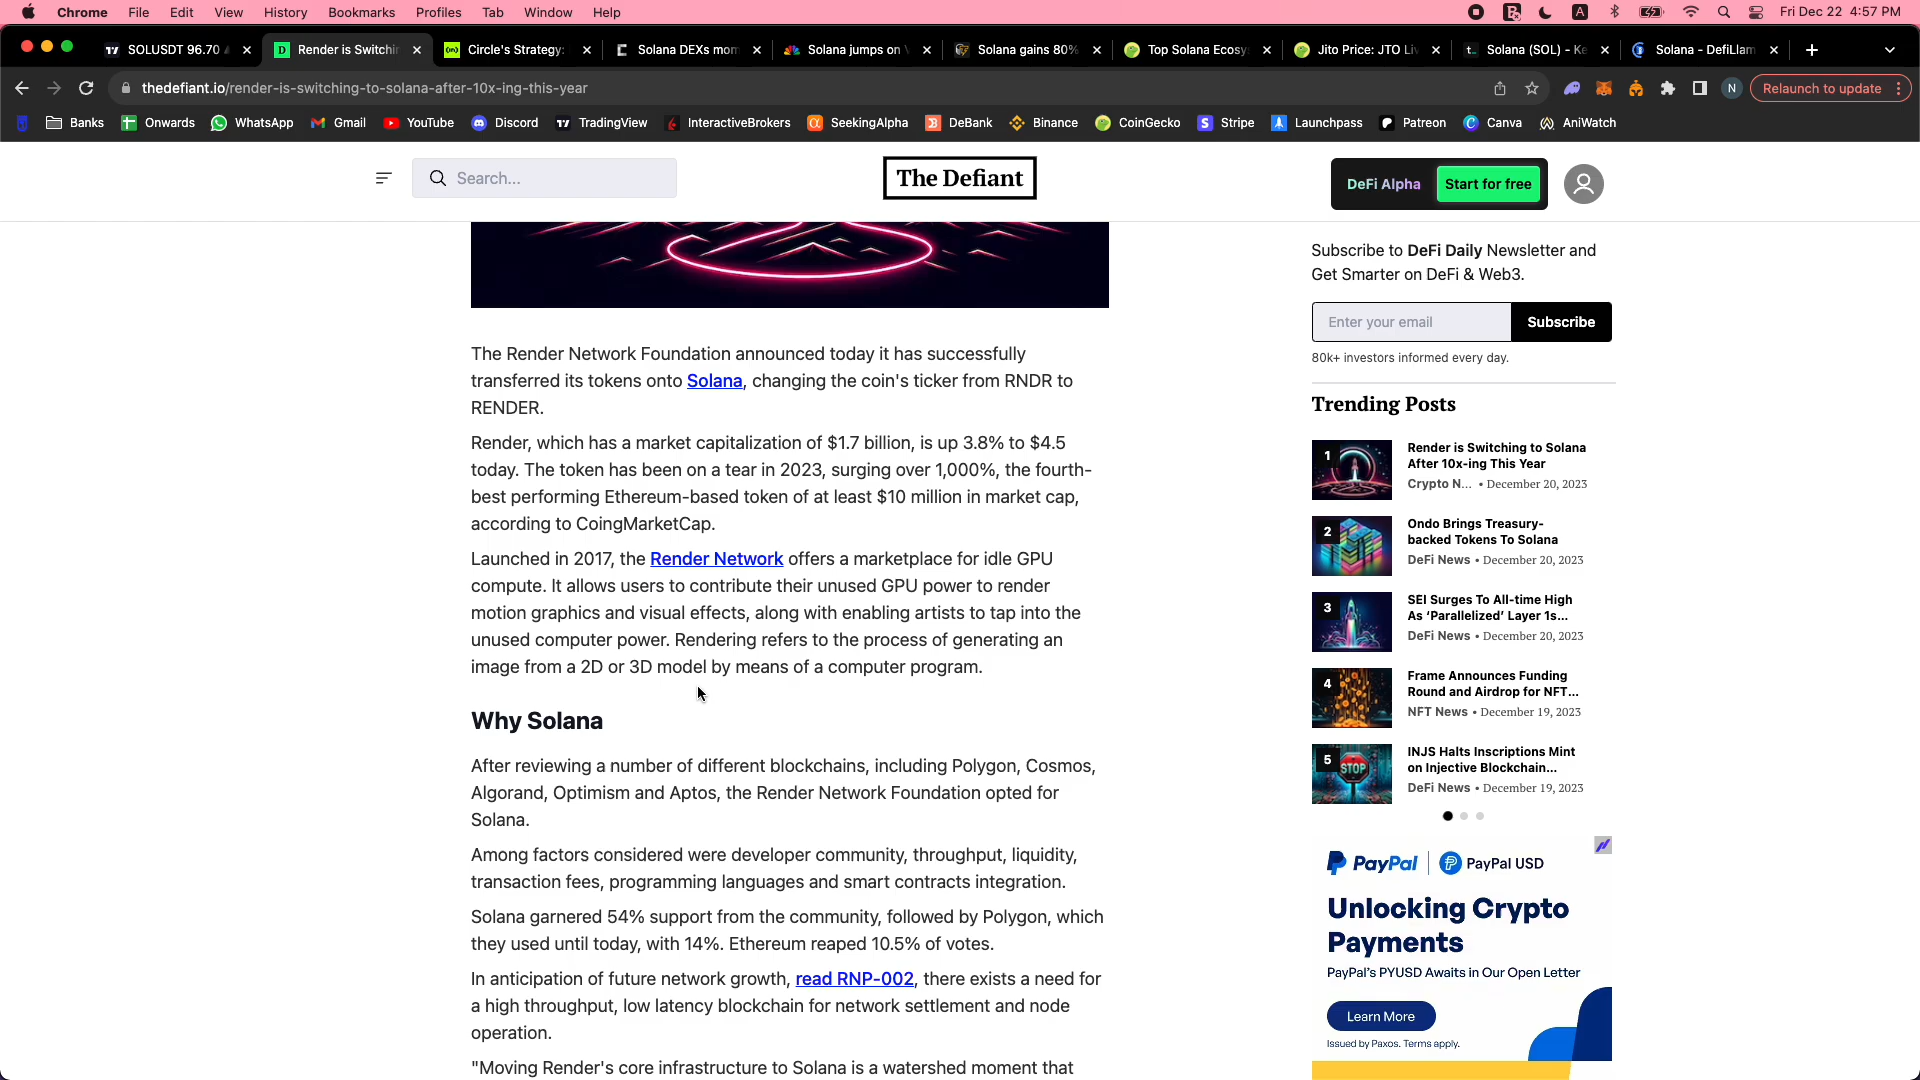 Chrome File Edit View History Bookmarks Profiles Tab Window Help
A Fri Dec 22 4:57 PM
SOLUSDT 96.70
Render is Switchin
Circle's Strategy:
Solana DEXs mom
Solana jumps on
Solana gains 80%
Top Solana Ecosy
Jito Price: JTO Li
Solana (SOL) - Ke
Solana - DefiLlam
thedefiant.io/render-is-switching-to-solana-after-10x-ing-this-year
N Relaunch to update
Banks Onwards WhatsApp Gmail YouTube Discord TradingView InteractiveBrokers SeekingAlpha DeBank Binance CoinGecko Stripe Launchpass Patreon Canva AniWatch
Search...
The Defiant
DeFi Alpha Start for free
The Render Network Foundation announced today it has successfully
transferred its tokens onto Solana, changing the coin's ticker from RNDR to
RENDER.
Render, which has a market capitalization of $1.7 billion, is up 3.8% to $4.5
today. The token has been on a tear in 2023, surging over 1,000%, the fourth-
best performing Ethereum-based token of at least $10 million in market cap,
according to CoingMarketCap.
Launched in 2017, the Render Network offers a marketplace for idle GPU
compute. It allows users to contribute their unused GPU power to render
motion graphics and visual effects, along with enabling artists to tap into the
unused computer power. Rendering refers to the process of generating an
image from a 2D or 3D model by means of a computer program.
Why Solana
After reviewing a number of different blockchains, including Polygon, Cosmos,
Algorand, Optimism and Aptos, the Render Network Foundation opted for
Solana.
Among factors considered were developer community, throughput, liquidity,
transaction fees, programming languages and smart contracts integration.
Solana garnered 54% support from the community, followed by Polygon, which
they used until today, with 14%. Ethereum reaped 10.5% of votes.
In anticipation of future network growth, read RNP-002, there exists a need for
a high throughput, low latency blockchain for network settlement and node
operation.
"Moving Render's core infrastructure to Solana is a watershed moment that
Subscribe to DeFi Daily Newsletter and
Get Smarter on DeFi & Web3.
Enter your email Subscribe
80k+ investors informed every day.
Trending Posts
1
Render is Switching to Solana
After 10x-ing This Year
Crypto N... • December 20, 2023
2
Ondo Brings Treasury-
backed Tokens To Solana
DeFi News • December 20, 2023
3
SEI Surges To All-time High
As ‘Parallelized’ Layer 1s...
DeFi News • December 20, 2023
4
Frame Announces Funding
Round and Airdrop for NFT...
NFT News • December 19, 2023
5
STOP
INJS Halts Inscriptions Mint
on Injective Blockchain...
DeFi News • December 19, 2023
PayPal | PayPal USD
Unlocking Crypto
Payments
PayPal's PYUSD Awaits in Our Open Letter
Learn More
Issued by Paxos. Terms apply.